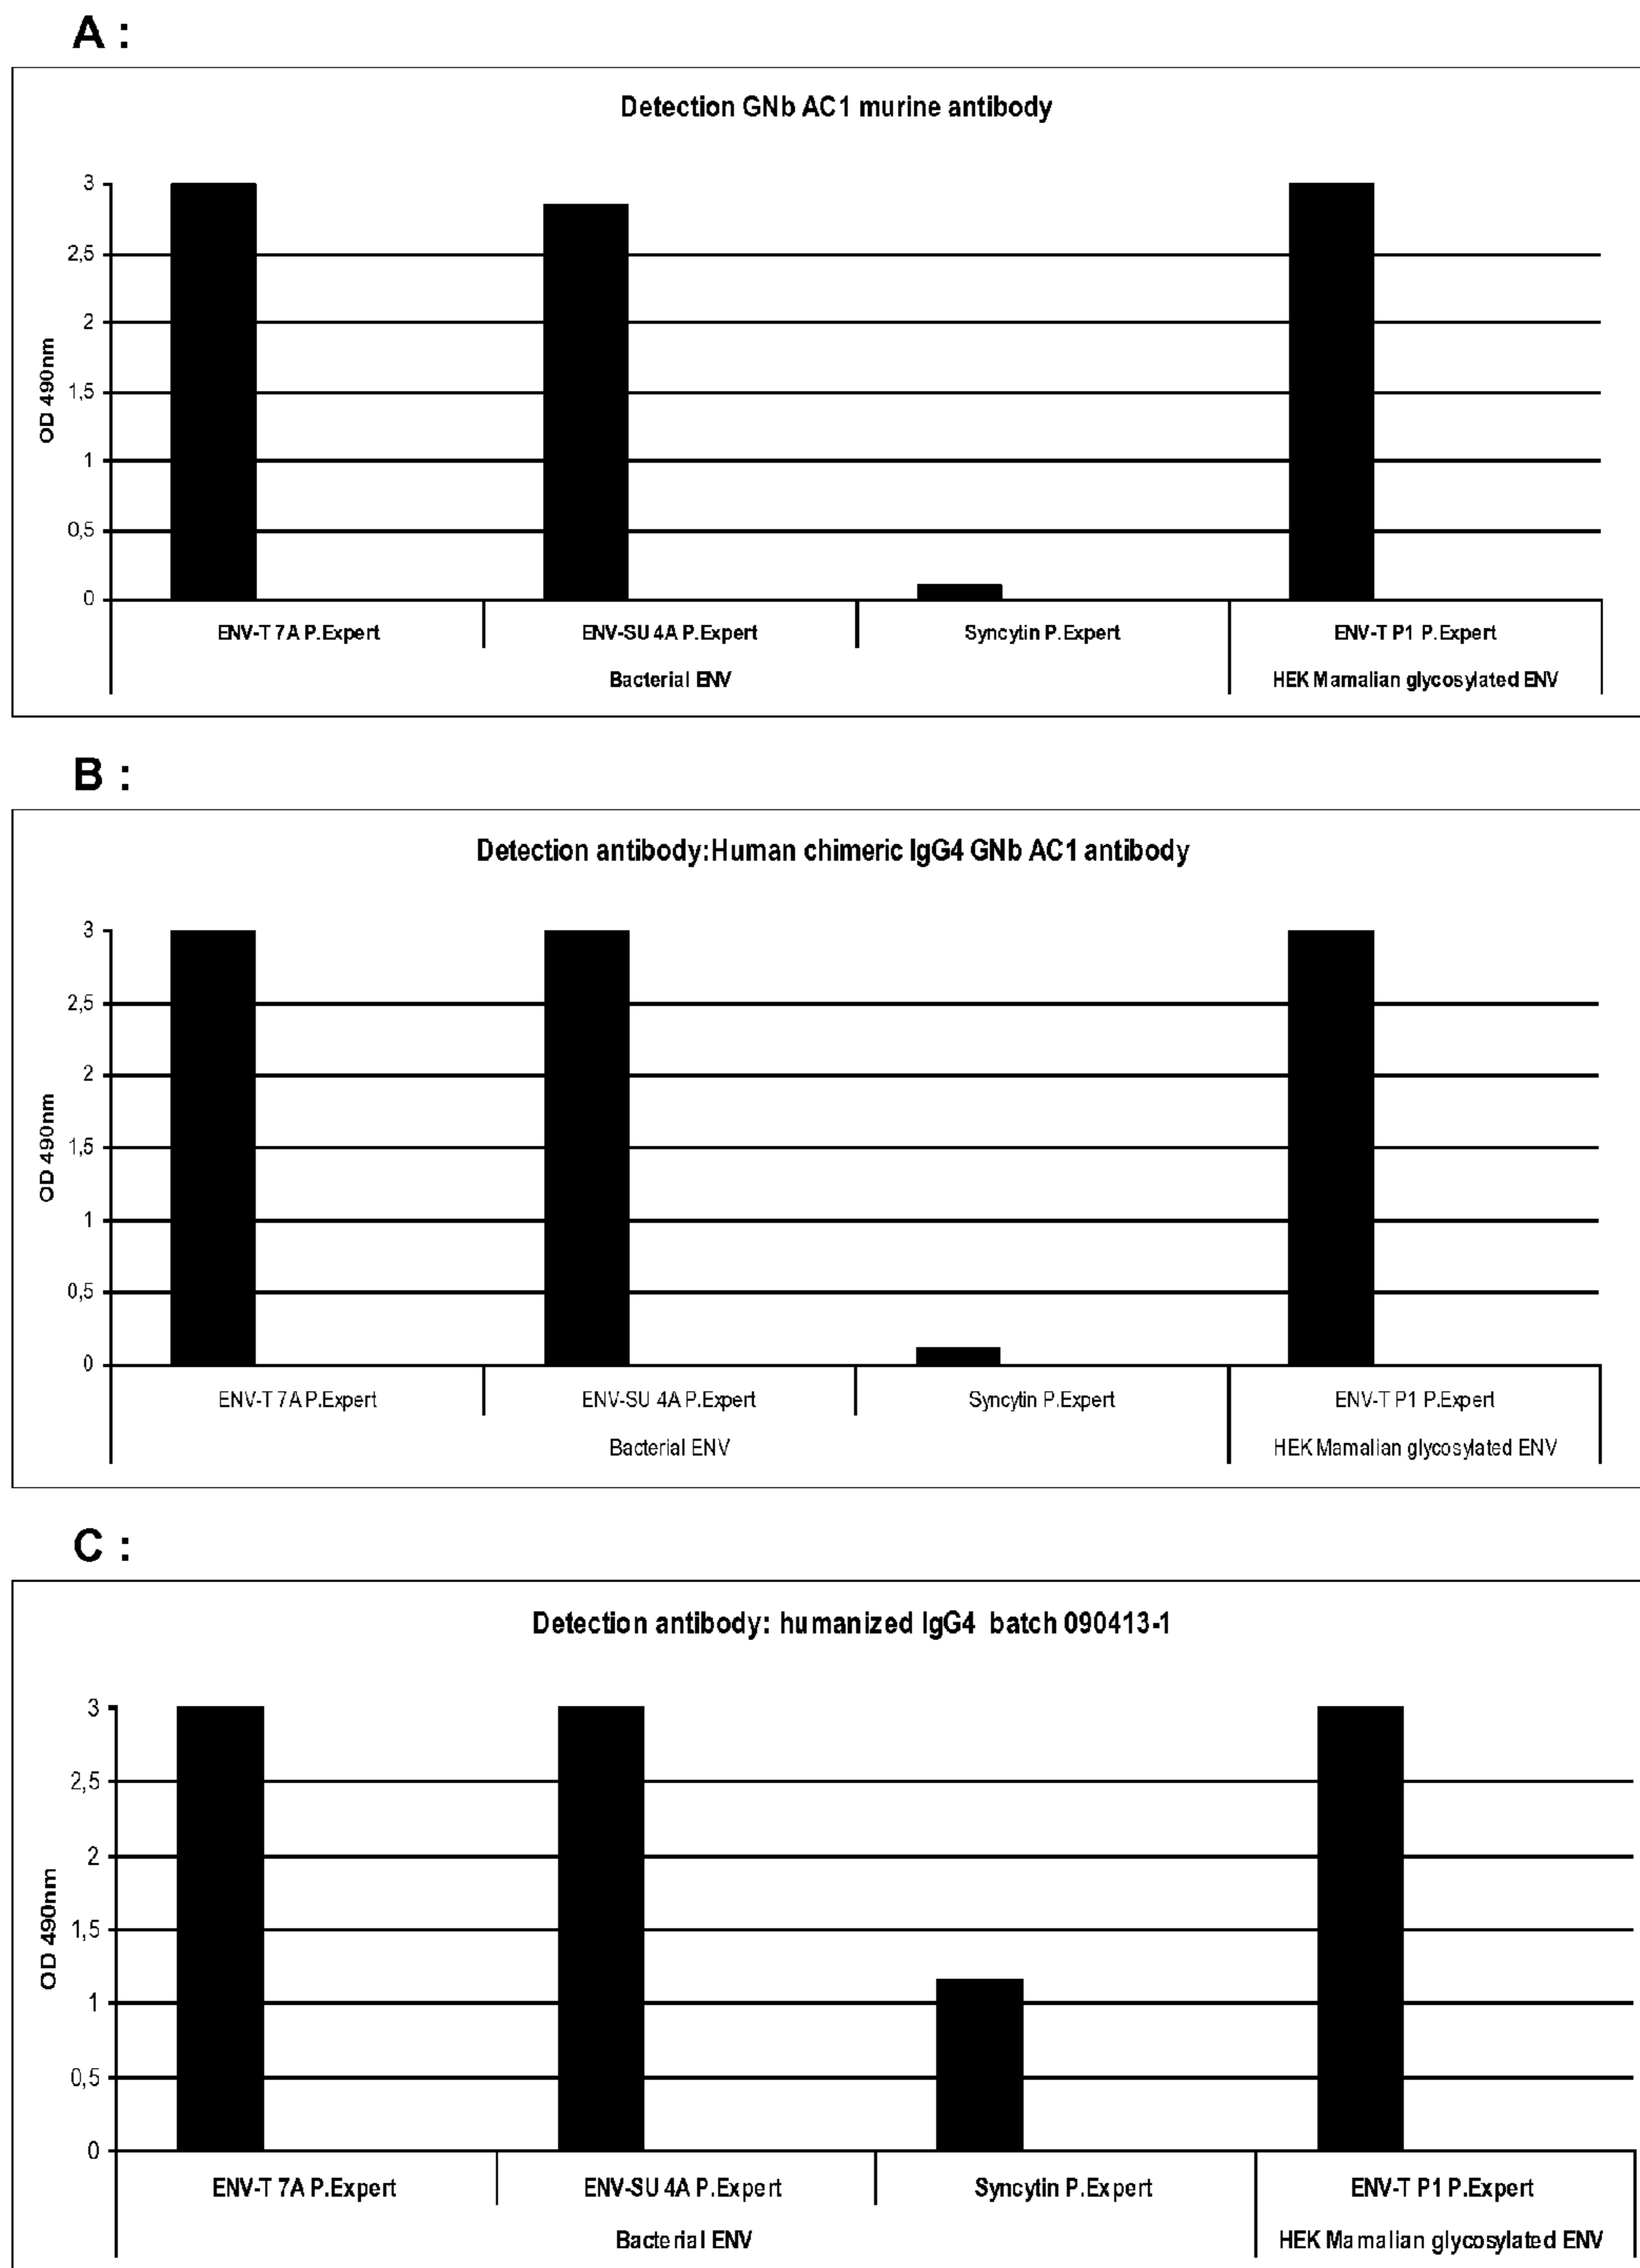 A :
Detection GNb AC1 murine antibody
3
2,5
2
1,5
1
0,5
0
OD 490nm
ENV-T 7A P.Expert
ENV-SU 4A P.Expert
Syncytin P.Expert
ENV-T P1 P.Expert
Bacterial ENV
HEK Mamalian glycosylated ENV
B :
Detection antibody:Human chimeric IgG4 GNb AC1 antibody
3
2,5
2
1,5
1
0,5
0
OD 490nm
ENV-T 7A P.Expert
ENV-SU 4A P.Expert
Syncytin P.Expert
ENV-T P1 P.Expert
Bacterial ENV
HEK Mamalian glycosylated ENV
C :
Detection antibody: humanized IgG4 batch 090413-1
3
2,5
2
1,5
1
0,5
0
OD 490nm
ENV-T 7A P.Expert
ENV-SU 4A P.Expert
Syncytin P.Expert
ENV-T P1 P.Expert
Bacterial ENV
HEK Mamalian glycosylated ENV